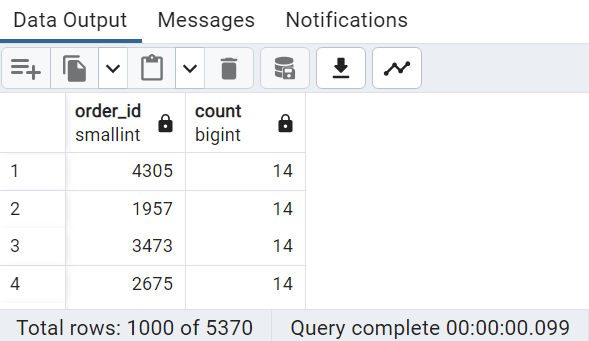 Data Output Messages Notifications
order_id count
smallint bigint
1 4305 14
2 1957 14
3 3473 14
4 2675 14
Total rows: 1000 of 5370 Query complete 00:00:00.099